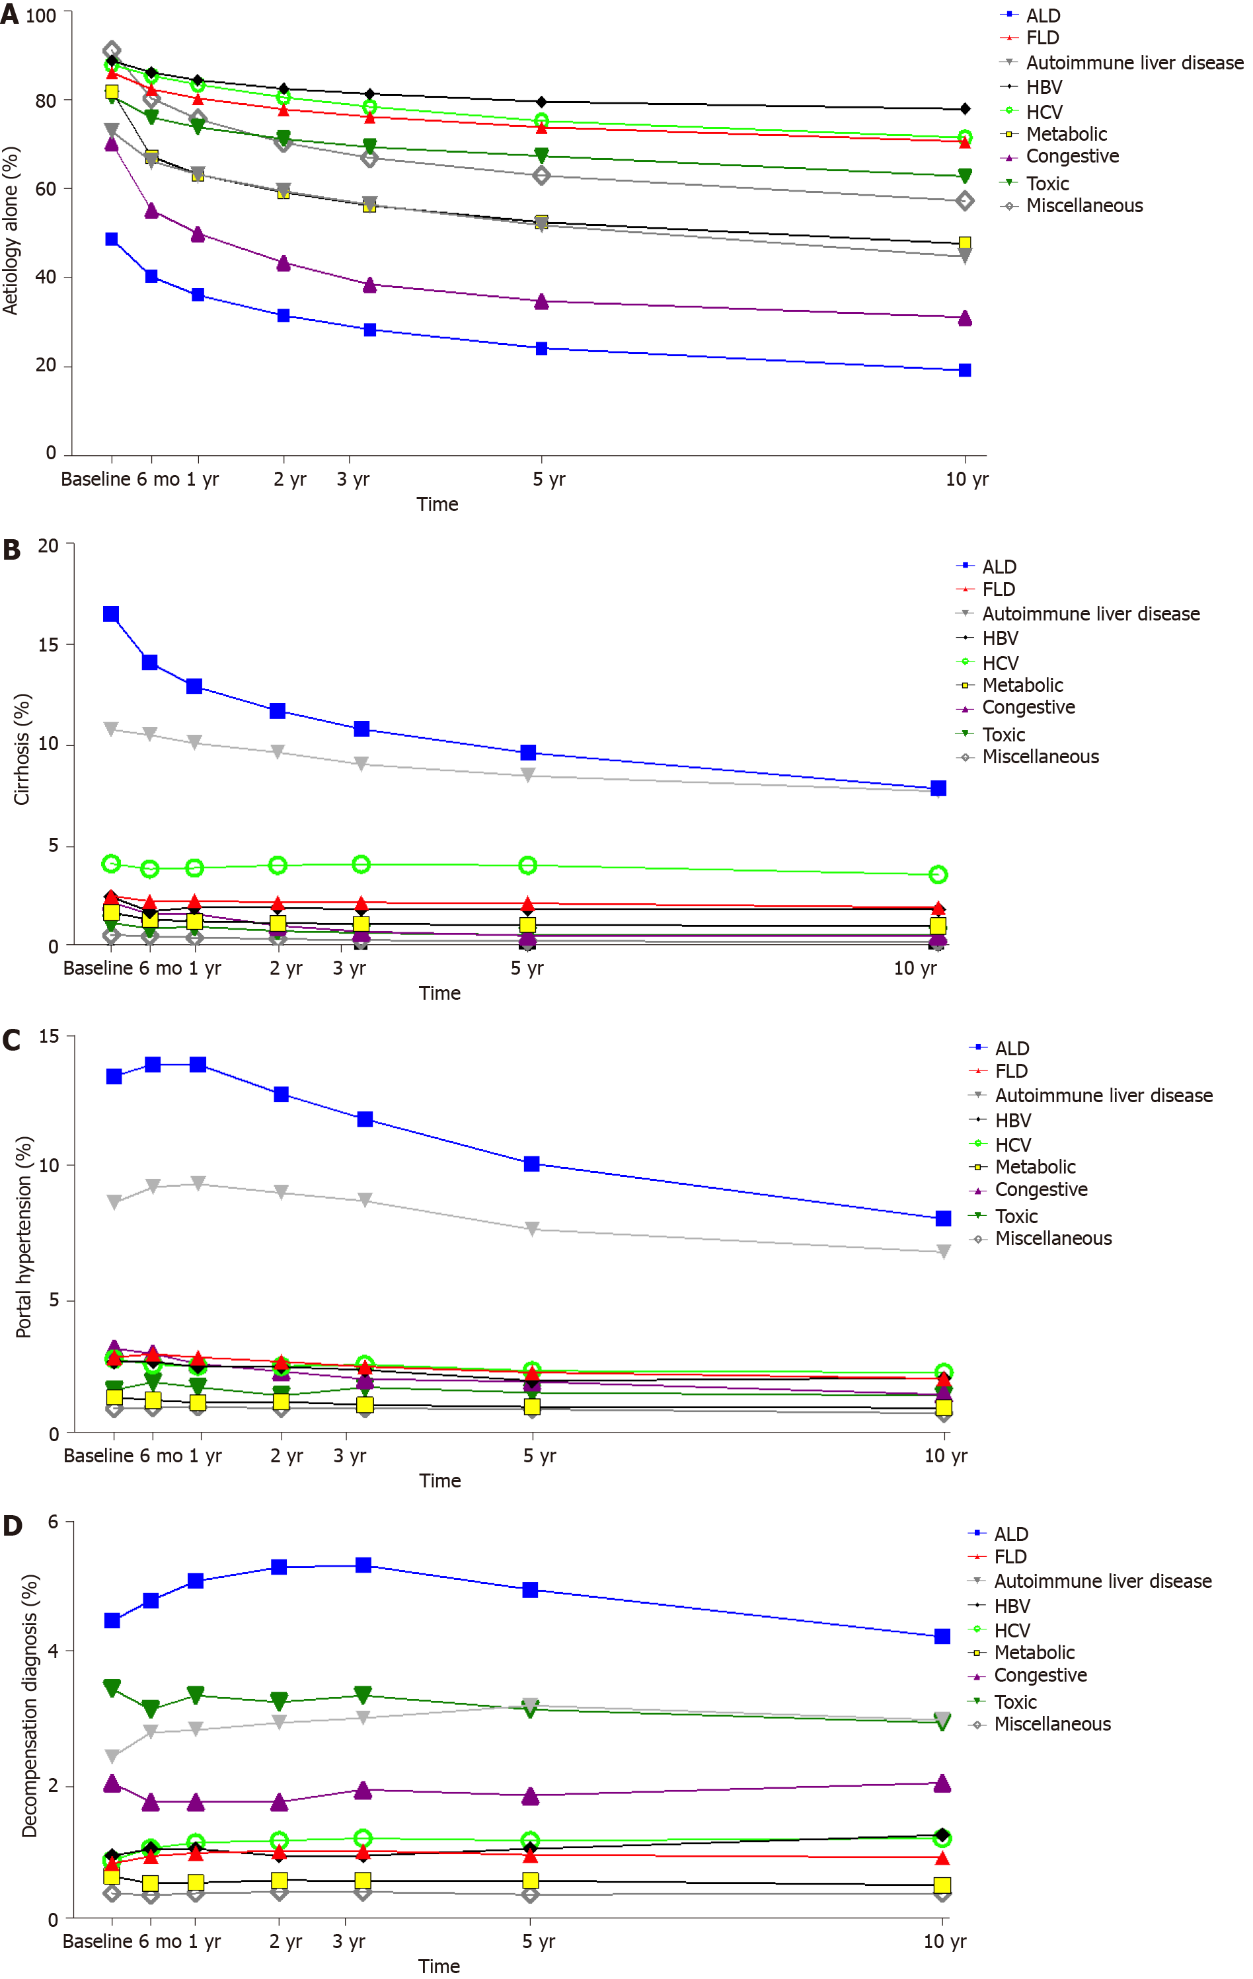 A
100
80
60
40
20
0
Aetiology alone (%)
Baseline 6 mo 1 yr 2 yr 3 yr 5 yr 10 yr
Time
ALD
FLD
Autoimmune liver disease
HBV
HCV
Metabolic
Congestive
Toxic
Miscellaneous
B
20
15
10
5
0
Cirrhosis (%)
Baseline 6 mo 1 yr 2 yr 3 yr 5 yr 10 yr
Time
ALD
FLD
Autoimmune liver disease
HBV
HCV
Metabolic
Congestive
Toxic
Miscellaneous
C
15
10
5
0
Portal hypertension (%)
Baseline 6 mo 1 yr 2 yr 3 yr 5 yr 10 yr
Time
ALD
FLD
Autoimmune liver disease
HBV
HCV
Metabolic
Congestive
Toxic
Miscellaneous
D
6
4
2
0
Decompensation diagnosis (%)
Baseline 6 mo 1 yr 2 yr 3 yr 5 yr 10 yr
Time
ALD
FLD
Autoimmune liver disease
HBV
HCV
Metabolic
Congestive
Toxic
Miscellaneous